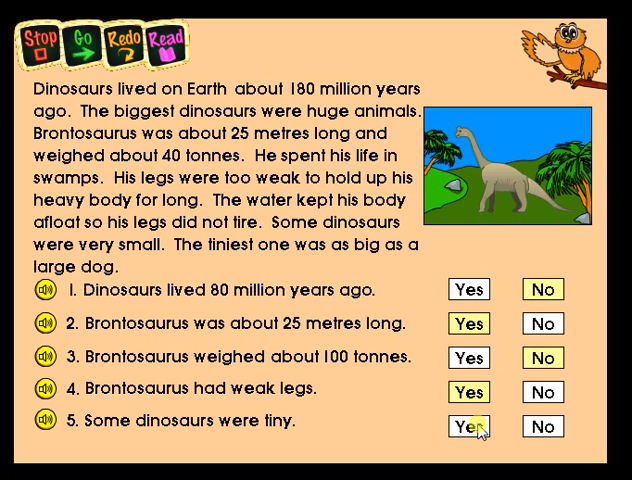 Stop Go Redo Read
Dinosaurs lived on Earth about 180 million years
ago. The biggest dinosaurs were huge animals.
Brontosaurus was about 25 metres long and
weighed about 40 tonnes. He spent his life in
swamps. His legs were too weak to hold up his
heavy body for long. The water kept his body
afloat so his legs did not tire. Some dinosaurs
were very small. The tiniest one was as big as a
large dog.
1. Dinosaurs lived 80 million years ago. Yes No
2. Brontosaurus was about 25 metres long. Yes No
3. Brontosaurus weighed about 100 tonnes. Yes No
4. Brontosaurus had weak legs. Yes No
5. Some dinosaurs were tiny. Yes No